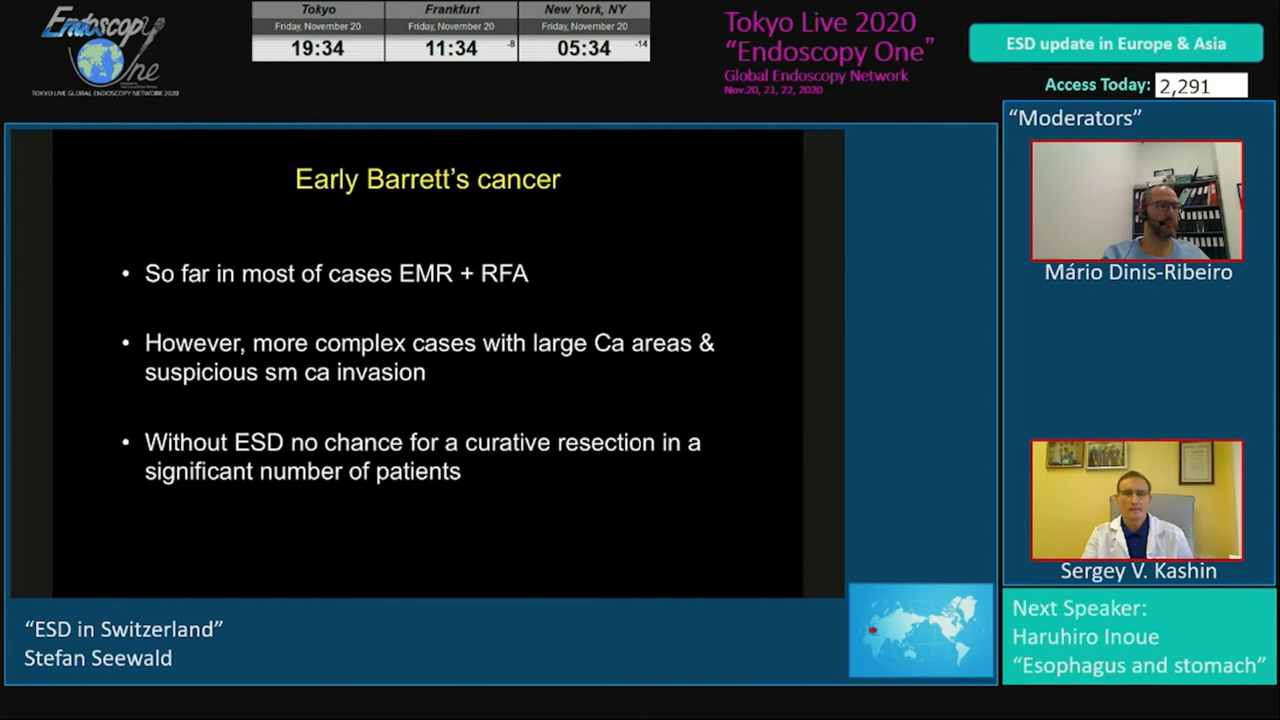 Endoscopy
One
TOKYO LIVE GLOBAL ENDOSCOPY NETWORK 2020
Tokyo
Friday, November 20
19:34
Frankfurt
Friday, November 20
11:34
-8
New York, NY
Friday, November 20
05:34
-14
Tokyo Live 2020
“Endoscopy One”
Global Endoscopy Network
Nov.20, 21, 22, 2020
ESD update in Europe & Asia
Access Today: 2,291
“Moderators”
Mário Dinis-Ribeiro
Sergey V. Kashin
Early Barrett’s cancer
• So far in most of cases EMR + RFA
• However, more complex cases with large Ca areas &
suspicious sm ca invasion
• Without ESD no chance for a curative resection in a
significant number of patients
“ESD in Switzerland”
Stefan Seewald
Next Speaker:
Haruhiro Inoue
“Esophagus and stomach”